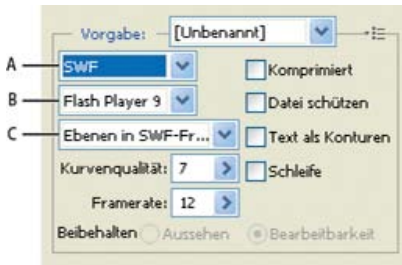 Vorgabe: [Unbenannt]
A SWF Komprimiert
B Flash Player 9 Datei schützen
C Ebenen in SWF-Fr... Text als Konturen
Kurvenqualität: 7 Schleife
Framerate: 12
Beibehalten Aussehen Bearbeitbarkeit